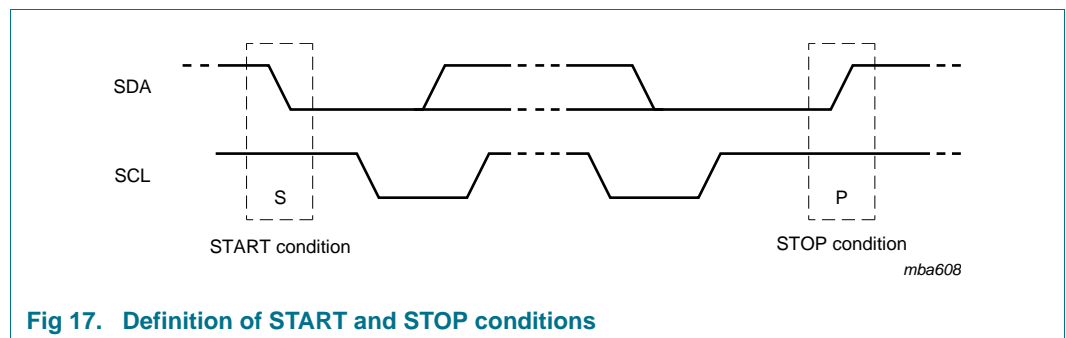 SDA
SCL
S
P
START condition
STOP condition
mba608
Fig 17. Definition of START and STOP conditions